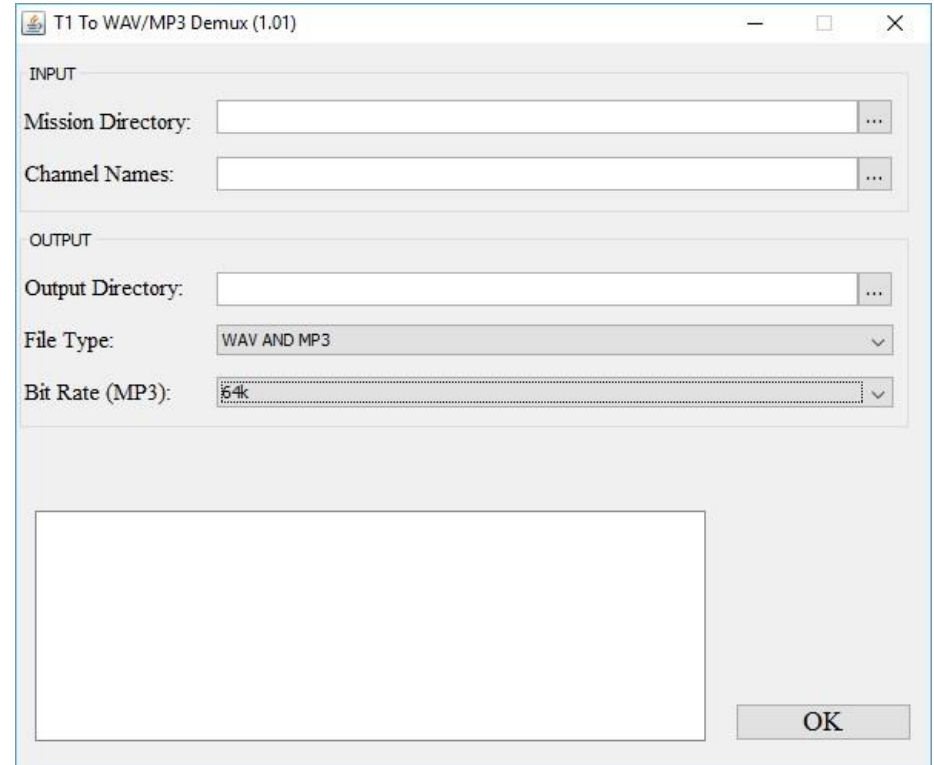 T1 To WAV/MP3 Demux (1.01)
INPUT
Mission Directory:
...
Channel Names:
...
OUTPUT
Output Directory:
...
File Type:
WAV AND MP3
Bit Rate (MP3):
64k
OK